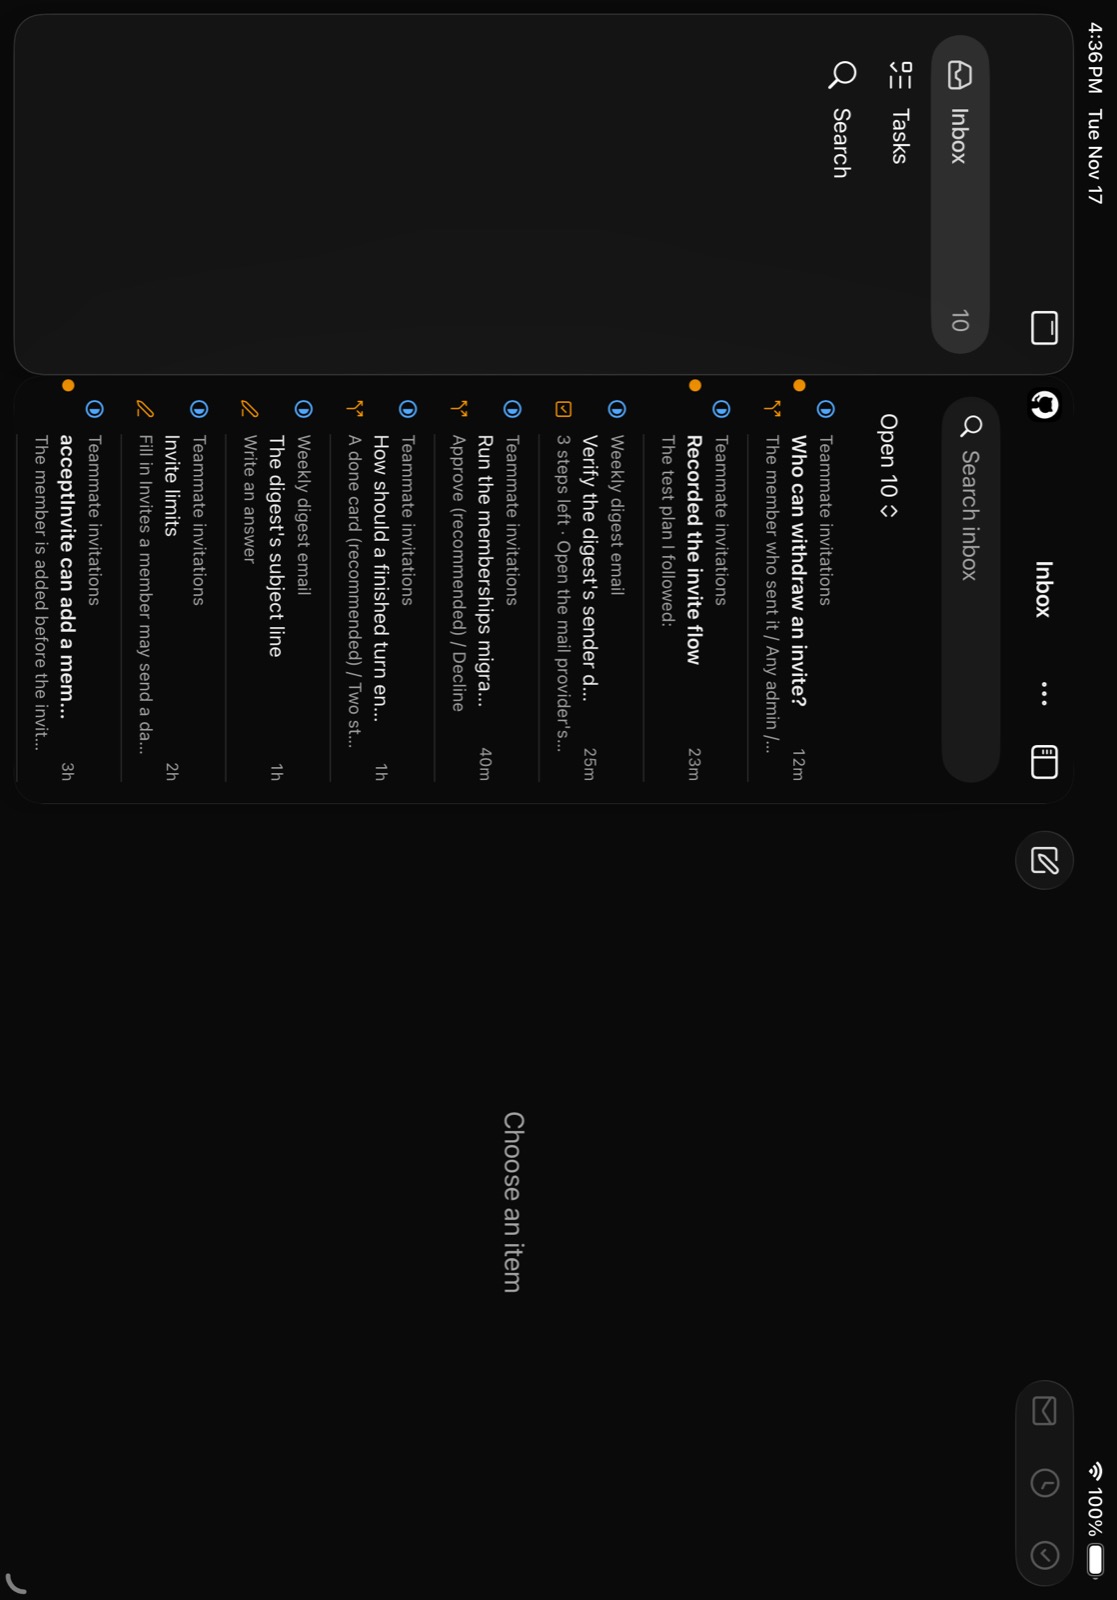 4:36 PM Tue Nov 17
100%
Inbox 10
Tasks
Search
Inbox
Search inbox
Open 10
Teammate invitations
Who can withdraw an invite? 12m
The member who sent it / Any admin /...
Teammate invitations
Recorded the invite flow 23m
The test plan I followed:
Weekly digest email
Verify the digest's sender d... 25m
3 steps left · Open the mail provider's...
Teammate invitations
Run the memberships migra... 40m
Approve (recommended) / Decline
Teammate invitations
How should a finished turn en... 1h
A done card (recommended) / Two st...
Weekly digest email
The digest's subject line 1h
Write an answer
Teammate invitations
Invite limits 2h
Fill in Invites a member may send a da...
Teammate invitations
acceptInvite can add a mem... 3h
The member is added before the invit...
Choose an item